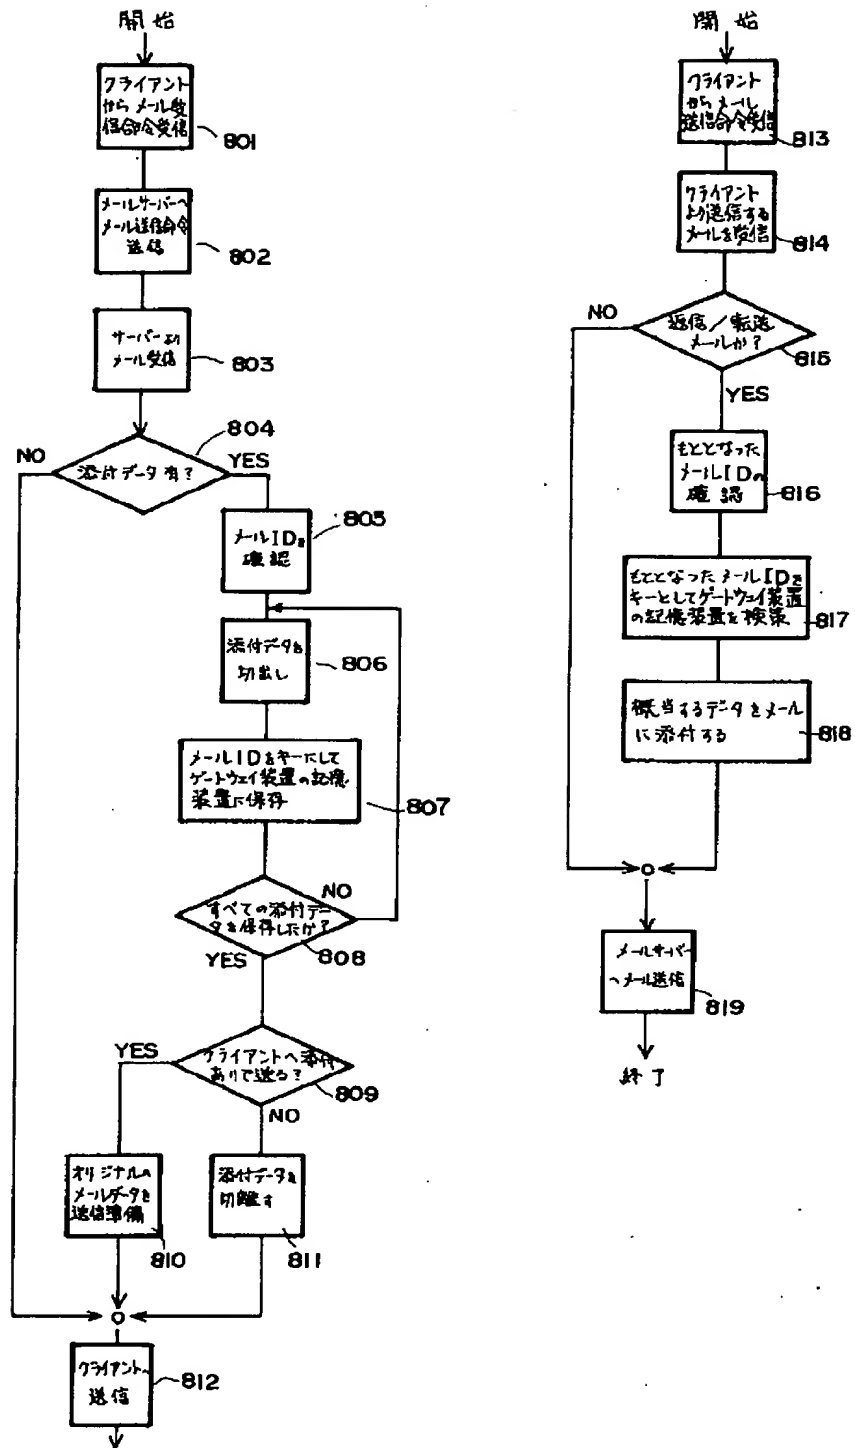 開始
クライアント
からメール受
信命令受信
801
メールサーバーへ
メール送信命令
送信
802
サーバーより
メール受信
803
804
NO
添付データ有?
YES
805
メールIDを
確認
添付データを
切出し
806
メールIDをキーにして
ゲートウェイ装置の記憶
装置に保存
807
NO
すべての添付デー
タを保存したか?
808
YES
YES
クライアントへ添付
ありで送る?
809
NO
オリジナルの
メールデータを
送信準備
810
添付データを
切離す
811
クライアントへ
送信
812
開始
クライアント
からメール
送信命令受信
813
クライアント
より送信する
メールを受信
814
NO
返信/転送
メールか?
815
YES
もととなった
メールIDの
確認
816
もととなったメールIDを
キーとしてゲートウェイ装置
の記憶装置を検索
817
概当するデータをメール
に添付する
818
メールサーバー
へメール送信
819
終了